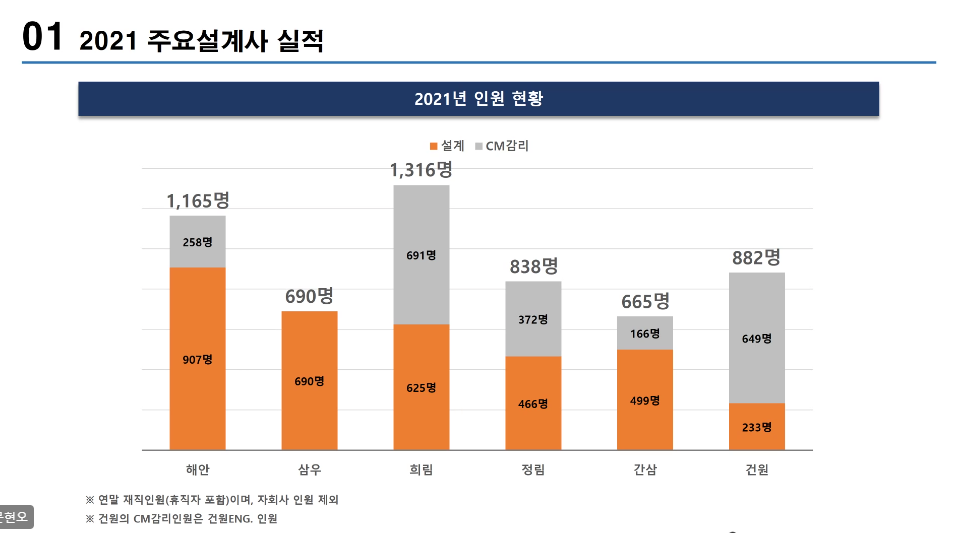 01 2021 주요설계사 실적
2021년 인원 현황
설계 CM감리
1,165명 690명 1,316명 838명 665명 882명
258명 691명 372명 166명 649명
907명 690명 625명 466명 499명 233명
해안 삼우 희림 정림 간삼 건원
※ 연말 재직인원(휴직자 포함)이며, 자회사 인원 제외
※ 건원의 CM감리인원은 건원ENG. 인원